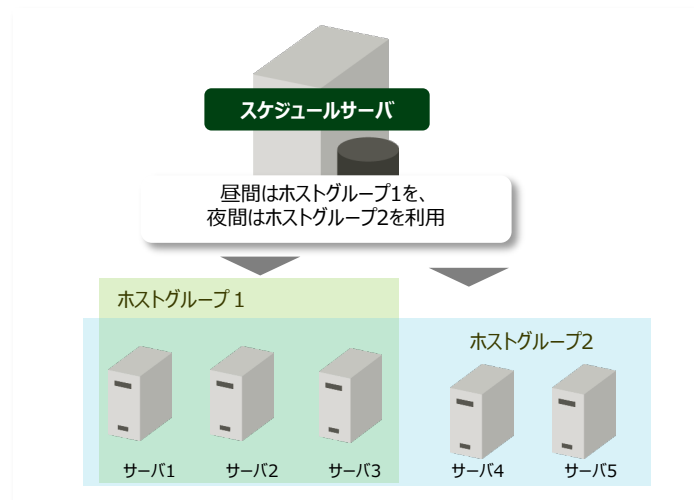 スケジュールサーバ
昼間はホストグループ1を、
夜間はホストグループ2を利用
ホストグループ１
ホストグループ2
サーバ1
サーバ2
サーバ3
サーバ4
サーバ5